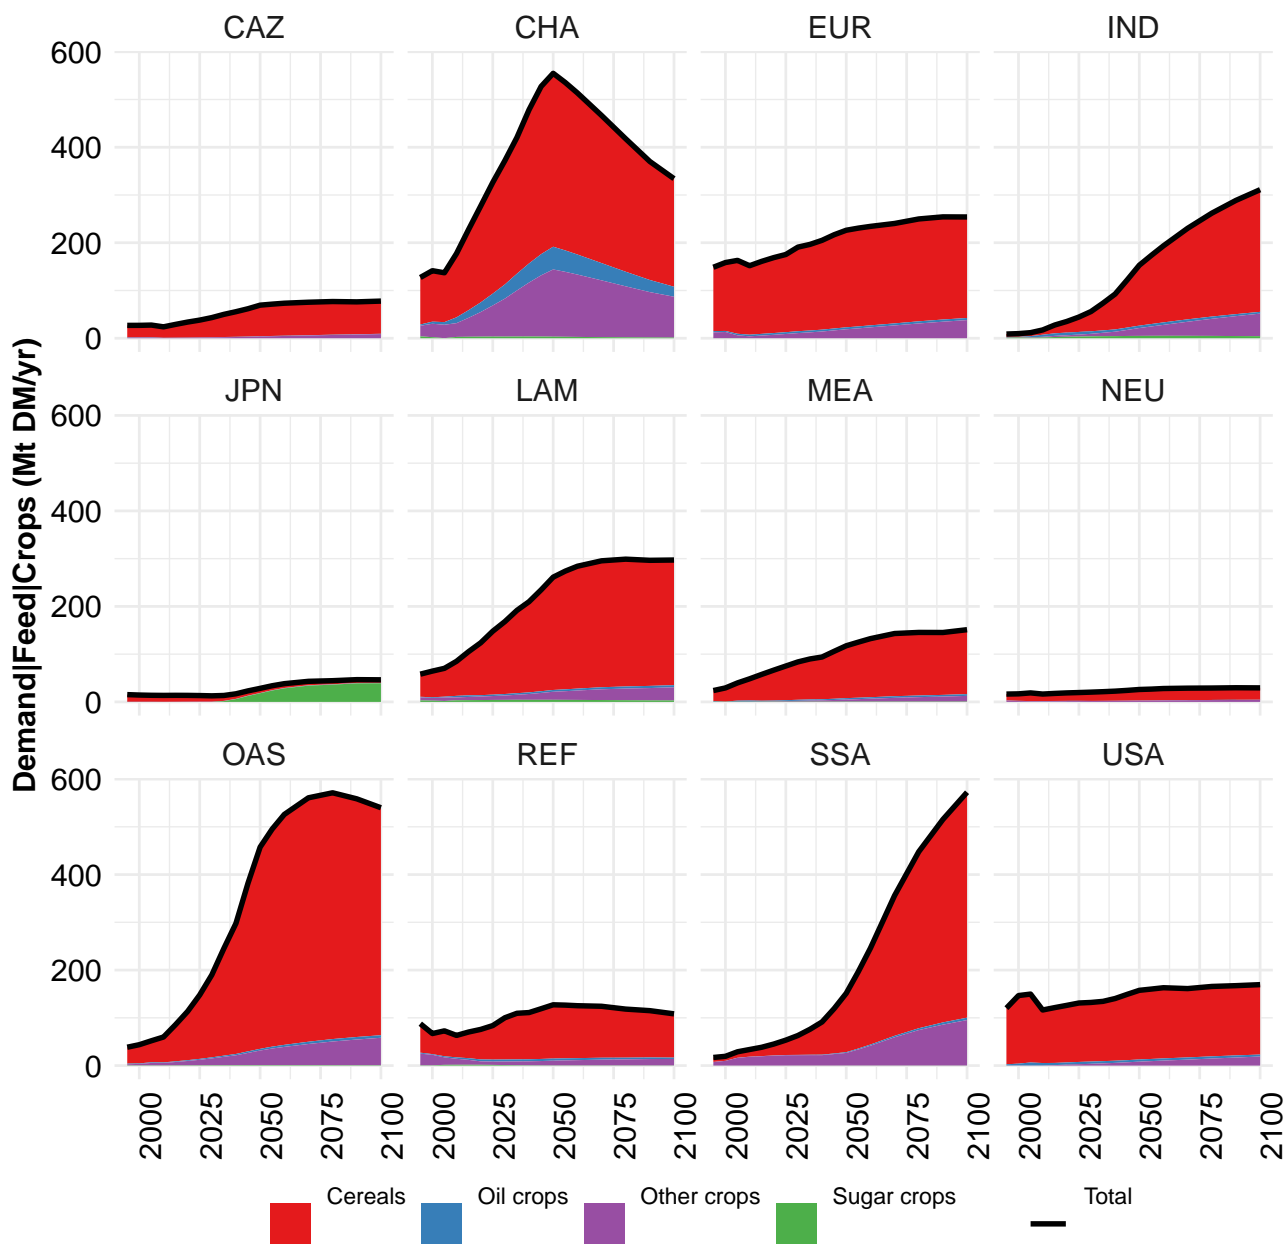 CAZ CHA EUR IND
600
400
200
0
JPN LAM MEA NEU
600
400
200
0
OAS REF SSA USA
600
400
200
0
2000 2025 2050 2075 2100 2000 2025 2050 2075 2100 2000 2025 2050 2075 2100 2000 2025 2050 2075 2100
Demand|Feed|Crops (Mt DM/yr)
Cereals Oil crops Other crops Sugar crops Total